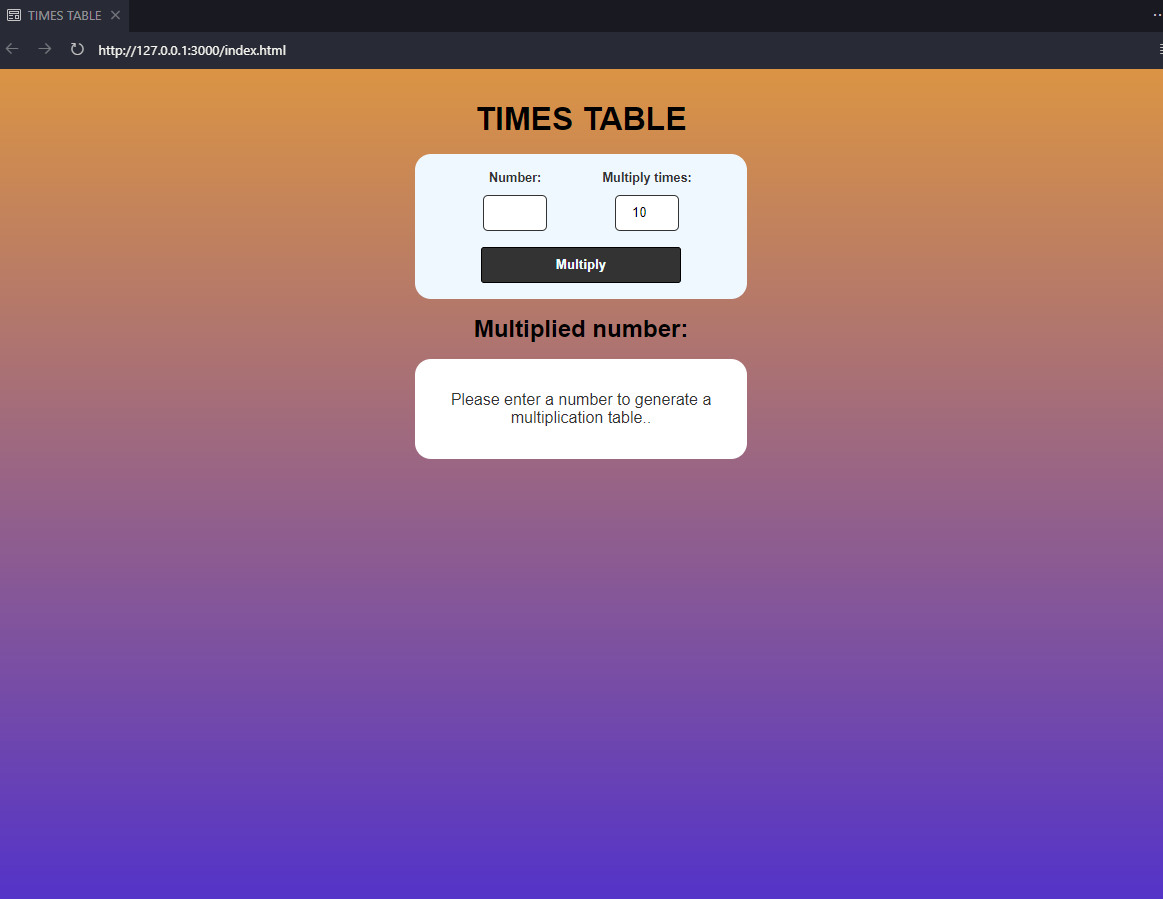 TIMES TABLE
http://127.0.0.1:3000/index.html
TIMES TABLE
Number: Multiply times:
10
Multiply
Multiplied number:
Please enter a number to generate a
multiplication table..